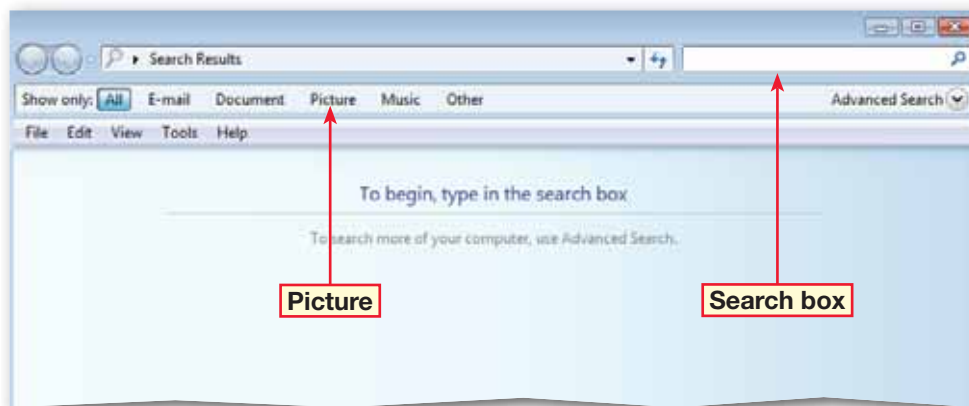 Search Results
Show only: All E-mail Document Picture Music Other Advanced Search
File Edit View Tools Help
To begin, type in the search box
To search more of your computer, use Advanced Search.
Picture
Search box